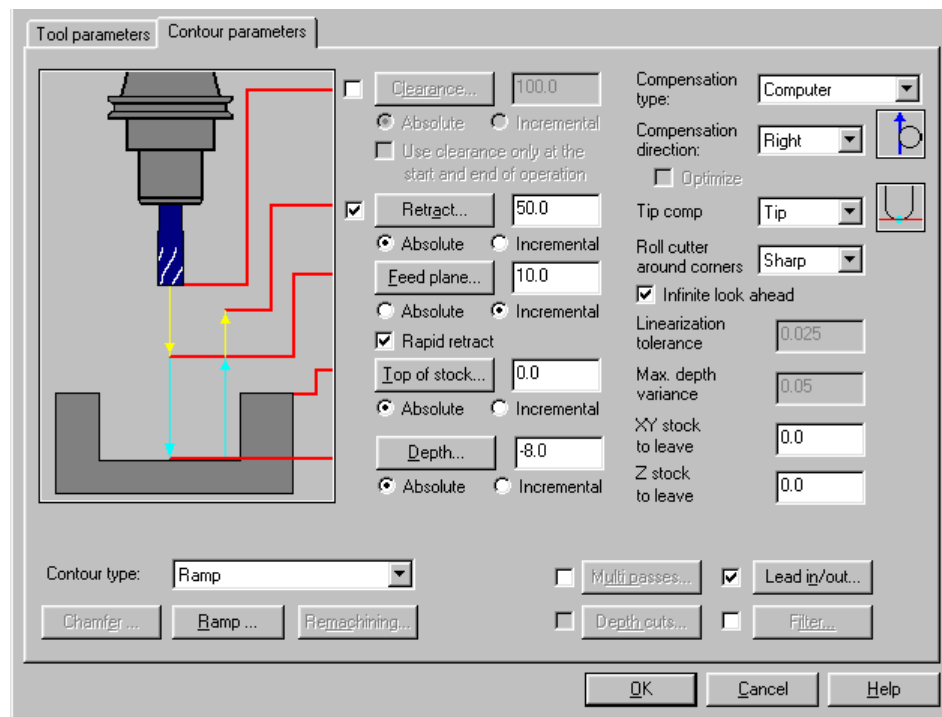 Tool parameters
Contour parameters
Clearance...
100.0
Absolute
Incremental
Use clearance only at the
start and end of operation
Retract...
50.0
Absolute
Incremental
Feed plane...
10.0
Absolute
Incremental
Rapid retract
Top of stock...
0.0
Absolute
Incremental
Depth...
-8.0
Absolute
Incremental
Compensation
type:
Computer
Compensation
direction:
Right
Optimize
Tip comp
Tip
Roll cutter
around corners
Sharp
Infinite look ahead
Linearization
tolerance
0.025
Max. depth
variance
0.05
XY stock
to leave
0.0
Z stock
to leave
0.0
Contour type:
Ramp
Multi passes...
Lead in/out...
Chamfer ...
Ramp ...
Remachining...
Depth cuts...
Filter...
OK
Cancel
Help